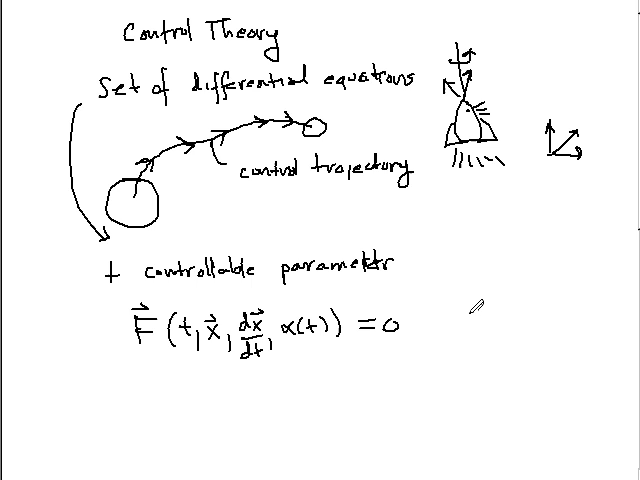 Control Theory
Set of differential equations
control trajectory
+ controllable parameter
F⃗ (t, x⃗, dx⃗/dt, α(t)) = 0